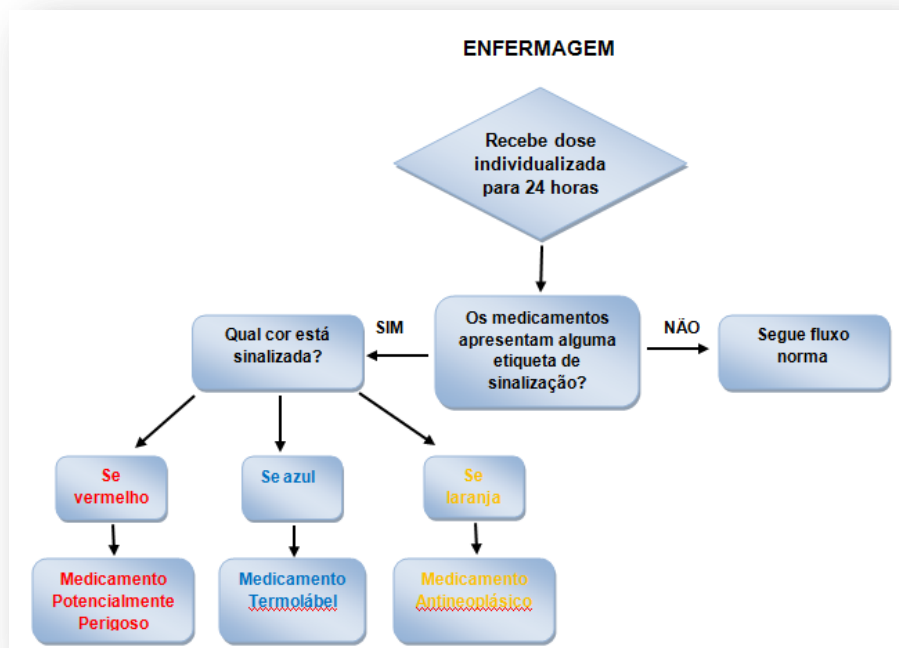 ENFERMAGEM
Recebe dose
individualizada
para 24 horas
Os medicamentos
apresentam alguma
etiqueta de
sinalização?
SIM
NÃO
Qual cor está
sinalizada?
Segue fluxo
norma
Se
vermelho
Se azul
Se
laranja
Medicamento
Potencialmente
Perigoso
Medicamento
Termolábel
Medicamento
Antineoplásico